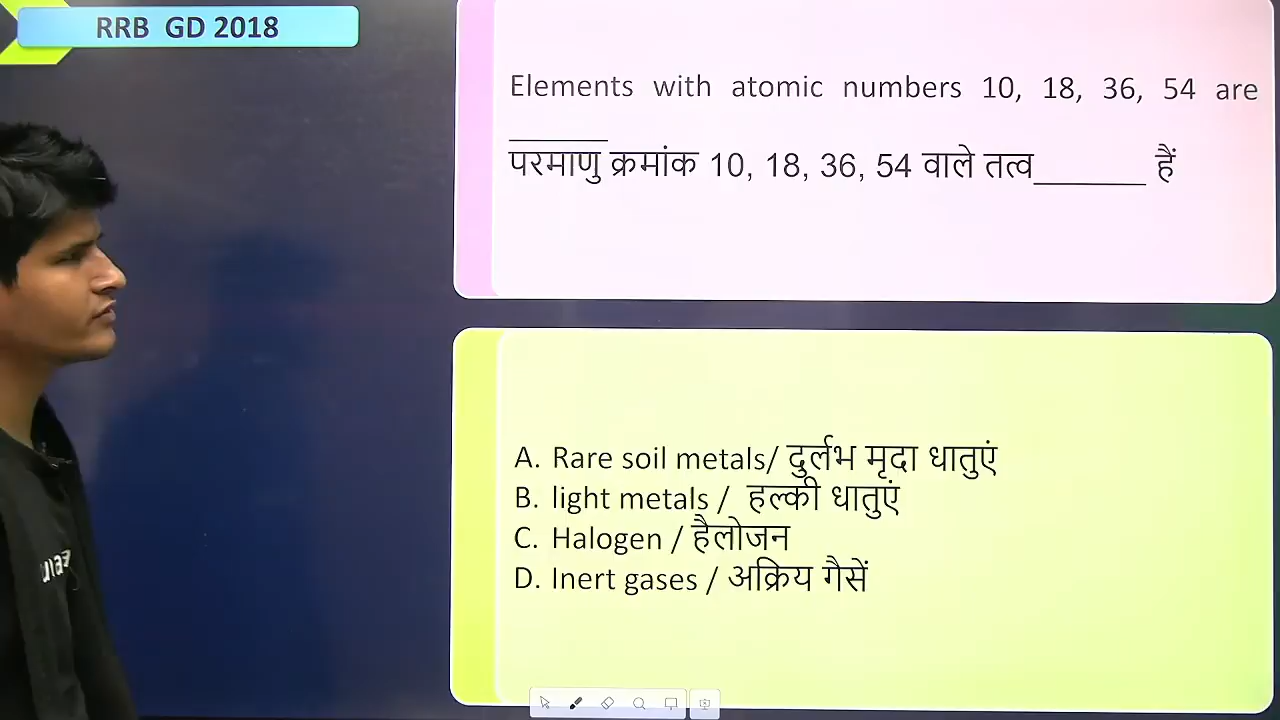 RRB GD 2018
Elements with atomic numbers 10, 18, 36, 54 are
________
परमाणु क्रमांक 10, 18, 36, 54 वाले तत्व_______ हैं
A. Rare soil metals/ दुर्लभ मृदा धातुएं
B. light metals / हल्की धातुएं
C. Halogen / हैलोजन
D. Inert gases / अक्रिय गैसें